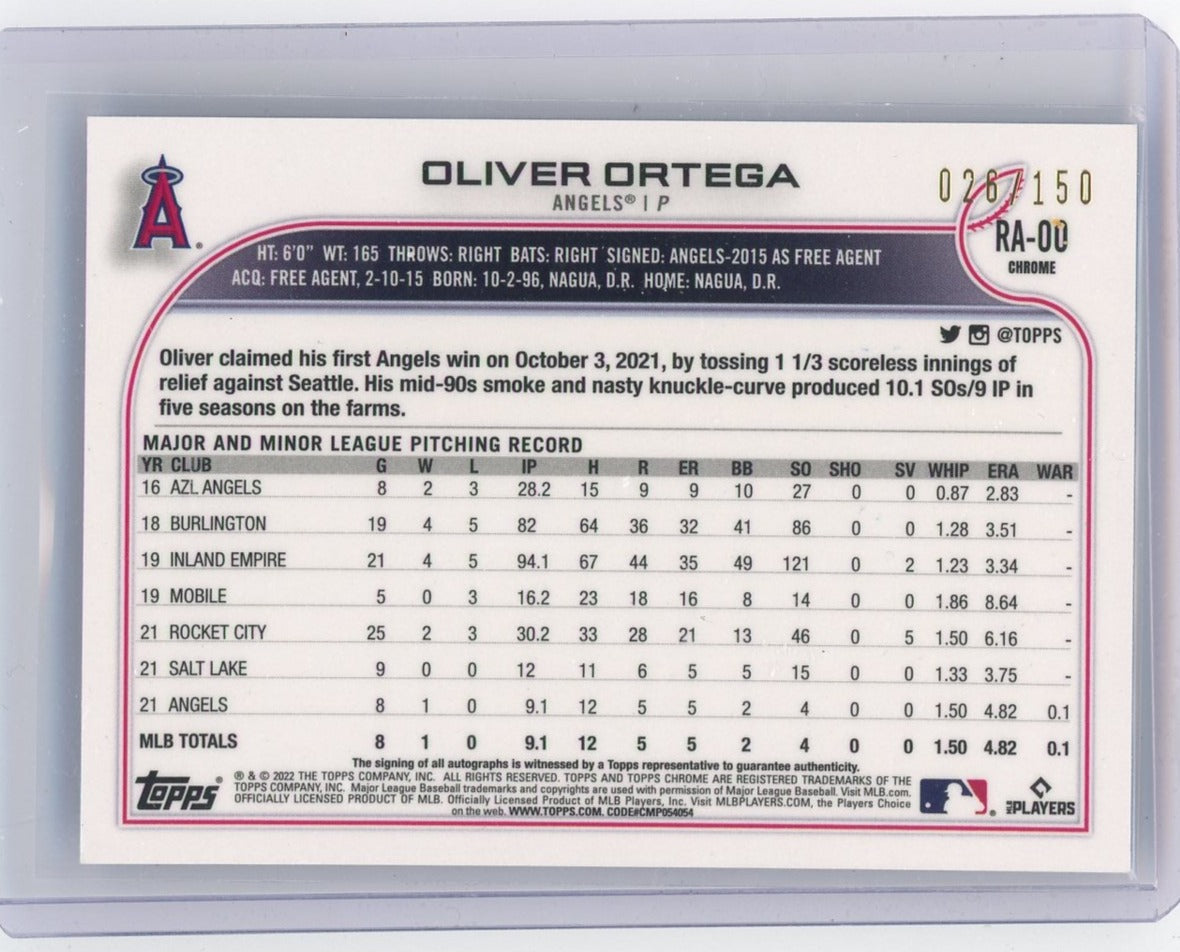 OLIVER ORTEGA
ANGELS® | P
026/150
RA-OO
CHROME
HT: 6'0" WT: 165 THROWS: RIGHT BATS: RIGHT SIGNED: ANGELS-2015 AS FREE AGENT
ACQ: FREE AGENT, 2-10-15 BORN: 10-2-96, NAGUA, D.R. HOME: NAGUA, D.R.
@TOPPS
Oliver claimed his first Angels win on October 3, 2021, by tossing 1 1/3 scoreless innings of
relief against Seattle. His mid-90s smoke and nasty knuckle-curve produced 10.1 SOs/9 IP in
five seasons on the farms.
MAJOR AND MINOR LEAGUE PITCHING RECORD
YR CLUB G W L IP H R ER BB SO SHO SV WHIP ERA WAR
16 AZL ANGELS 8 2 3 28.2 15 9 9 10 27 0 0 0.87 2.83 -
18 BURLINGTON 19 4 5 82 64 36 32 41 86 0 0 1.28 3.51 -
19 INLAND EMPIRE 21 4 5 94.1 67 44 35 49 121 0 2 1.23 3.34 -
19 MOBILE 5 0 3 16.2 23 18 16 8 14 0 0 1.86 8.64 -
21 ROCKET CITY 25 2 3 30.2 33 28 21 13 46 0 5 1.50 6.16 -
21 SALT LAKE 9 0 0 12 11 6 5 5 15 0 0 1.33 3.75 -
21 ANGELS 8 1 0 9.1 12 5 5 2 4 0 0 1.50 4.82 0.1
MLB TOTALS 8 1 0 9.1 12 5 5 2 4 0 0 1.50 4.82 0.1
The signing of all autographs is witnessed by a Topps representative to guarantee authenticity.
Topps®
® & © 2022 THE TOPPS COMPANY, INC. ALL RIGHTS RESERVED. TOPPS AND TOPPS CHROME ARE REGISTERED TRADEMARKS OF THE
TOPPS COMPANY, INC. Major League Baseball trademarks and copyrights are used with permission of Major League Baseball. Visit MLB.com.
OFFICIALLY LICENSED PRODUCT OF MLB. Officially Licensed Product of MLB Players, Inc. Visit MLBPLAYERS.COM, the Players Choice
on the web. WWW.TOPPS.COM. CODE#CMP054054
MLB PLAYERS